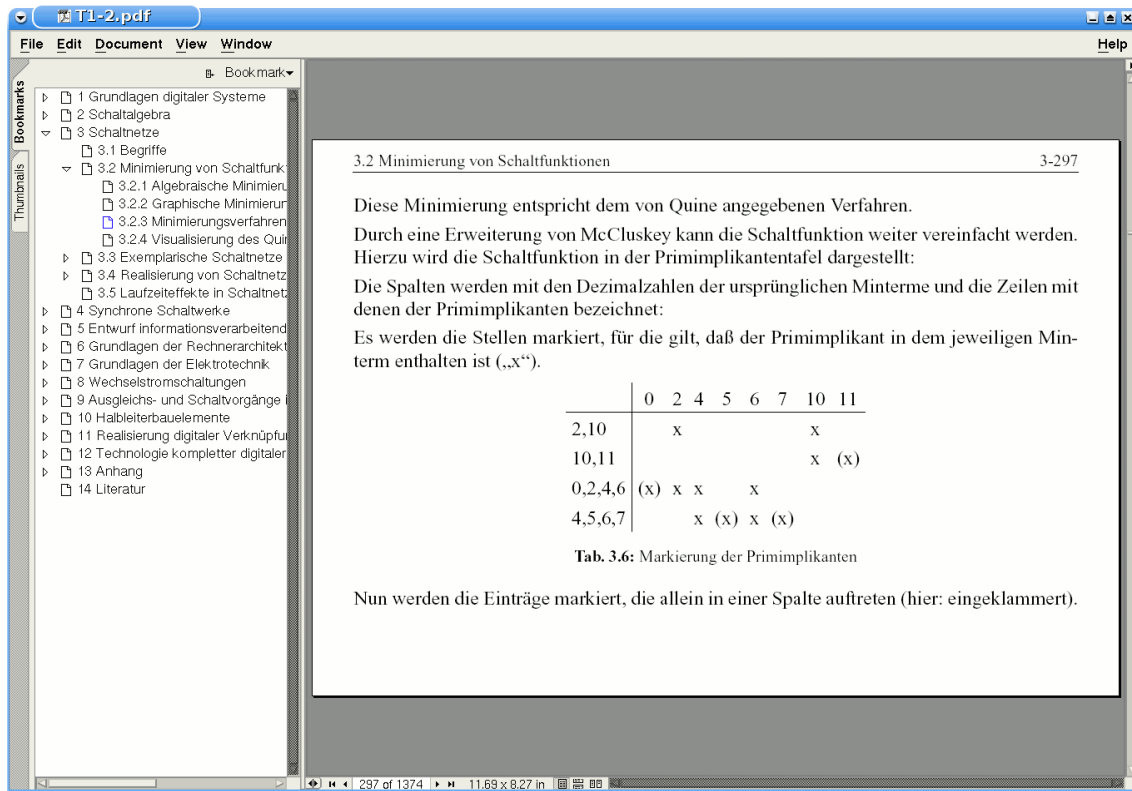 T1-2.pdf
File Edit Document View Window Help
Bookmarks
Thumbnails
Bookmark
1 Grundlagen digitaler Systeme
2 Schaltalgebra
3 Schaltnetze
3.1 Begriffe
3.2 Minimierung von Schaltfunk
3.2.1 Algebraische Minimieru
3.2.2 Graphische Minimierun
3.2.3 Minimierungsverfahren
3.2.4 Visualisierung des Quin
3.3 Exemplarische Schaltnetze
3.4 Realisierung von Schaltnetz
3.5 Laufzeiteffekte in Schaltnetz
4 Synchrone Schaltwerke
5 Entwurf informationsverarbeitend
6 Grundlagen der Rechnerarchitekt
7 Grundlagen der Elektrotechnik
8 Wechselstromschaltungen
9 Ausgleichs- und Schaltvorgänge i
10 Halbleiterbauelemente
11 Realisierung digitaler Verknüpfu
12 Technologie kompletter digitaler
13 Anhang
14 Literatur
3.2 Minimierung von Schaltfunktionen 3-297
Diese Minimierung entspricht dem von Quine angegebenen Verfahren.
Durch eine Erweiterung von McCluskey kann die Schaltfunktion weiter vereinfacht werden.
Hierzu wird die Schaltfunktion in der Primimplikantentafel dargestellt:
Die Spalten werden mit den Dezimalzahlen der ursprünglichen Minterme und die Zeilen mit
denen der Primimplikanten bezeichnet:
Es werden die Stellen markiert, für die gilt, daß der Primimplikant in dem jeweiligen Min-
term enthalten ist („x“).
0 2 4 5 6 7 10 11
2,10 x x
10,11 x (x)
0,2,4,6 (x) x x x
4,5,6,7 x (x) x (x)
Tab. 3.6: Markierung der Primimplikanten
Nun werden die Einträge markiert, die allein in einer Spalte auftreten (hier: eingeklammert).
297 of 1374 11.69 x 8.27 in